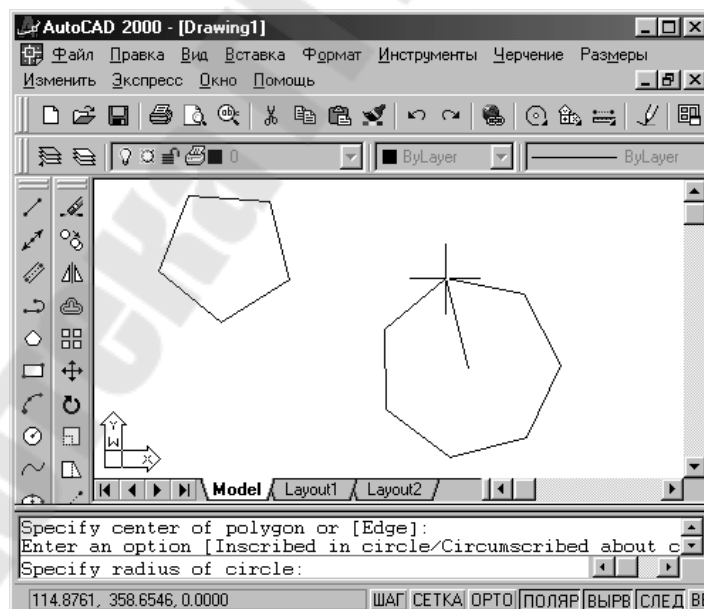 AutoCAD 2000 - [Drawing1]
Файл Правка Вид Вставка Формат Инструменты Черчение Размеры
Изменить Экспресс Окно Помощь
0 ByLayer ByLayer
Y
W
X
Model Layout1 Layout2
Specify center of polygon or [Edge]:
Enter an option [Inscribed in circle/Circumscribed about c
Specify radius of circle:
114.8761, 358.6546, 0.0000 ШАГ СЕТКА ОРТО ПОЛЯР ВЫРВ СЛЕД